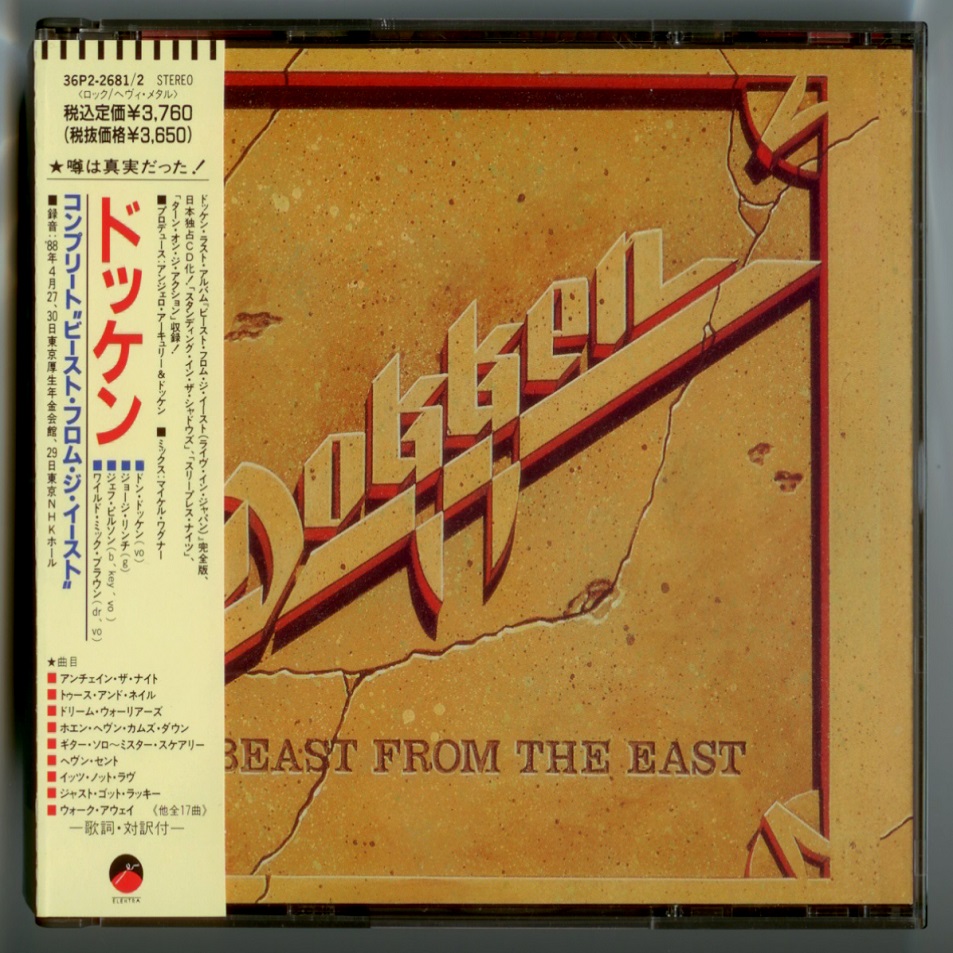 36P2-2681/2 STEREO
〈ロック/ヘヴィ・メタル〉
税込定価¥3,760
(税抜価格¥3,650)
★噂は真実だった！
ドッケン・ラスト・アルバム“ビースト・フロム・ジ・イースト（ライヴ・イン・ジャパン）”完全版、
日本独占CD化！「スタンディング・イン・ザ・シャドウズ」、「スリープレス・ナイツ」、
「ターン・オン・ジ・アクション」収録！
■プロデュース：アンジェロ・アーキュリー＆ドッケン ■ミックス：マイケル・ワグナー
ドッケン
■ドン・ドッケン（vo）
■ジョージ・リンチ（g）
■ジェフ・ピルソン（b、key、vo）
■ワイルド・ミック・ブラウン（dr、vo）
コンプリート“ビースト・フロム・ジ・イースト”
■録音：'88年4月27、30日東京厚生年金会館、29日東京NHKホール
★曲目
■アンチェイン・ザ・ナイト
■トゥース・アンド・ネイル
■ドリーム・ウォーリアーズ
■ホエン・ヘヴン・カムズ・ダウン
■ギター・ソロ～ミスター・スケアリー
■ヘヴン・セント
■イッツ・ノット・ラヴ
■ジャスト・ゴット・ラッキー
■ウォーク・アウェイ 《他全17曲》
—歌詞・対訳付—
ELEKTRA
Dokken
BEAST FROM THE EAST